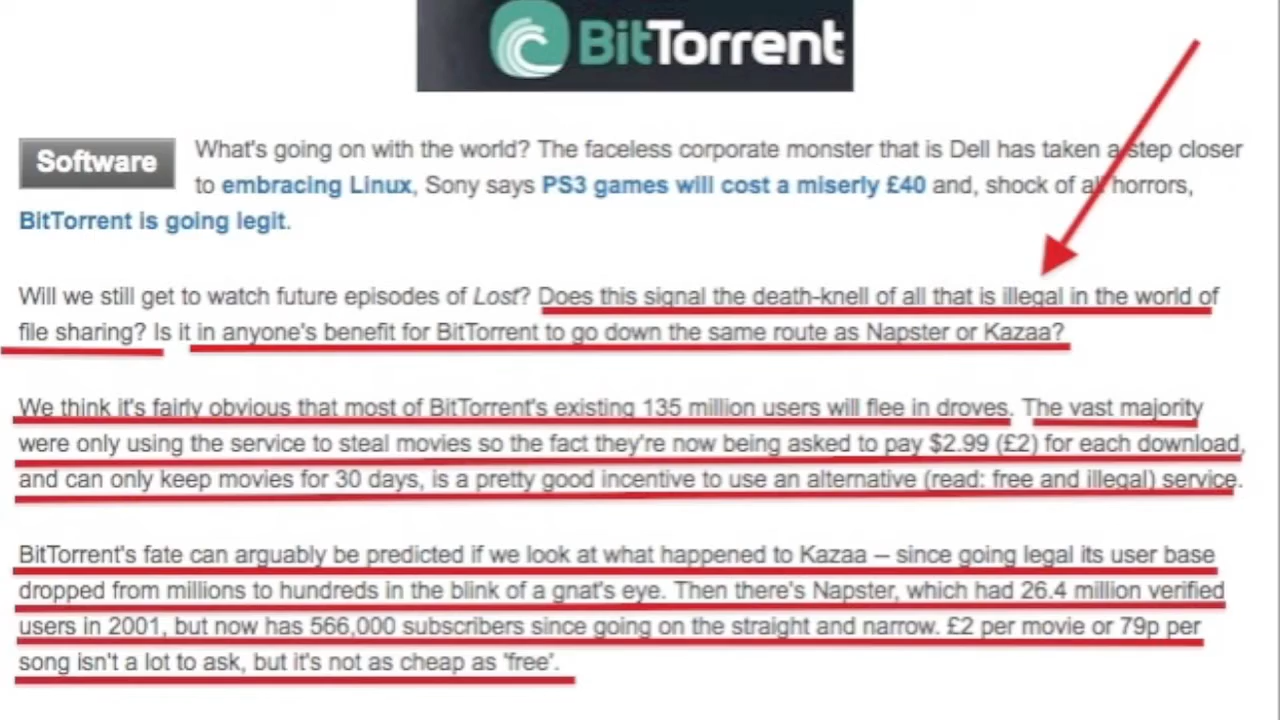 BitTorrent
Software
What's going on with the world? The faceless corporate monster that is Dell has taken a step closer
to embracing Linux, Sony says PS3 games will cost a miserly £40 and, shock of all horrors,
BitTorrent is going legit.
Will we still get to watch future episodes of Lost? Does this signal the death-knell of all that is illegal in the world of
file sharing? Is it in anyone's benefit for BitTorrent to go down the same route as Napster or Kazaa?
We think it's fairly obvious that most of BitTorrent's existing 135 million users will flee in droves. The vast majority
were only using the service to steal movies so the fact they're now being asked to pay $2.99 (£2) for each download,
and can only keep movies for 30 days, is a pretty good incentive to use an alternative (read: free and illegal) service.
BitTorrent's fate can arguably be predicted if we look at what happened to Kazaa – since going legal its user base
dropped from millions to hundreds in the blink of a gnat's eye. Then there's Napster, which had 26.4 million verified
users in 2001, but now has 566,000 subscribers since going on the straight and narrow. £2 per movie or 79p per
song isn't a lot to ask, but it's not as cheap as 'free'.